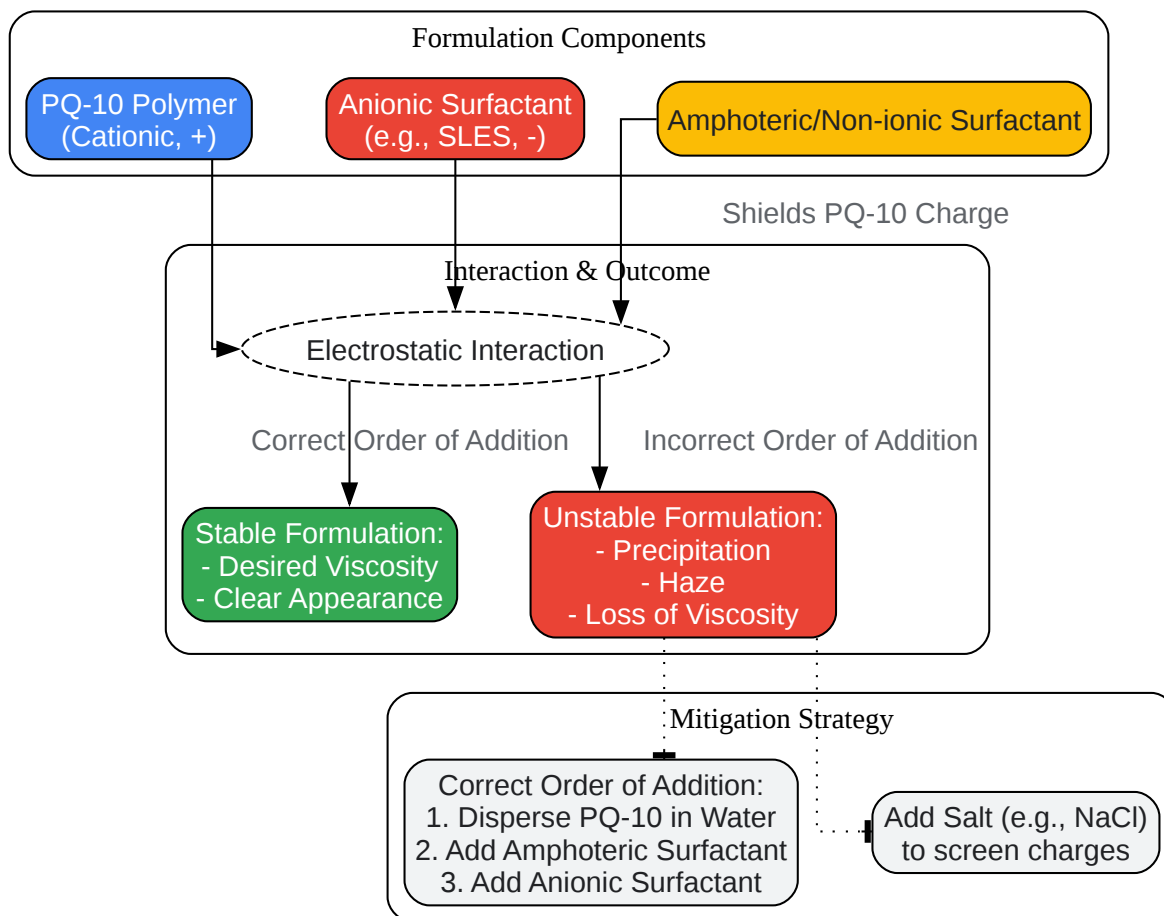 Formulation Components
PQ-10 Polymer
(Cationic, +)
Anionic Surfactant
(e.g., SLES, -)
Amphoteric/Non-ionic Surfactant
Shields PQ-10 Charge
Interaction & Outcome
Electrostatic Interaction
Correct Order of Addition
Incorrect Order of Addition
Stable Formulation:
- Desired Viscosity
- Clear Appearance
Unstable Formulation:
- Precipitation
- Haze
- Loss of Viscosity
Mitigation Strategy
Correct Order of Addition:
1. Disperse PQ-10 in Water
2. Add Amphoteric Surfactant
3. Add Anionic Surfactant
Add Salt (e.g., NaCl)
to screen charges